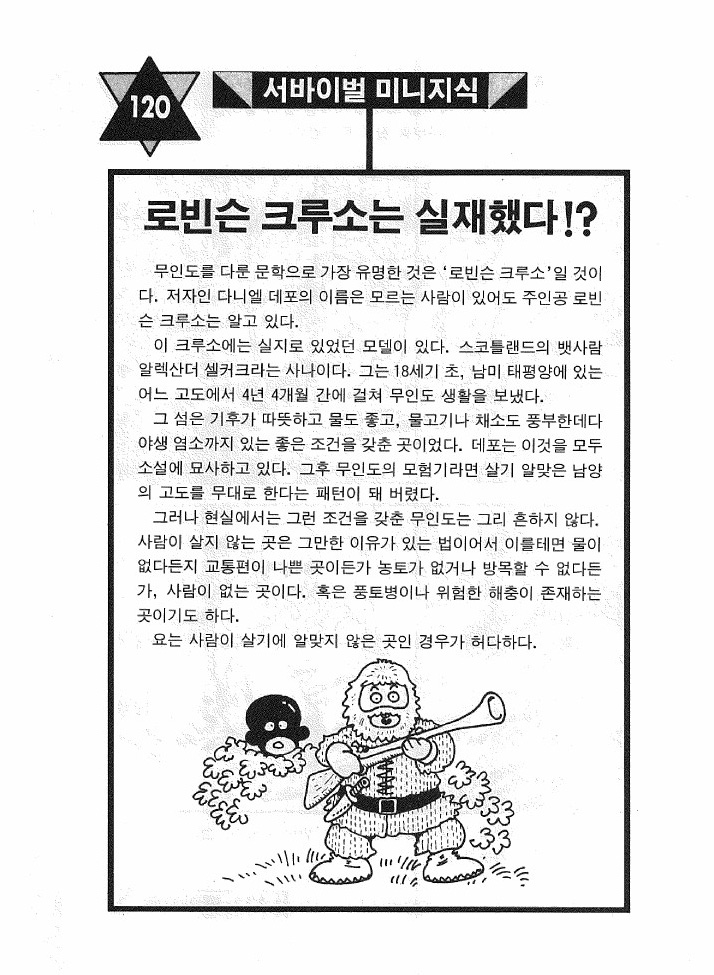 120
서바이벌 미니지식
로빈슨 크루소는 실재했다!?
무인도를 다룬 문학으로 가장 유명한 것은 '로빈슨 크루소'일 것이
다. 저자인 다니엘 데포의 이름은 모르는 사람이 있어도 주인공 로빈
슨 크루소는 알고 있다.
이 크루소에는 실지로 있었던 모델이 있다. 스코틀랜드의 뱃사람
알렉산더 셀커크라는 사나이다. 그는 18세기 초, 남미 태평양에 있는
어느 고도에서 4년 4개월 간에 걸쳐 무인도 생활을 보냈다.
그 섬은 기후가 따뜻하고 물도 좋고, 물고기나 채소도 풍부한데다
야생 염소까지 있는 좋은 조건을 갖춘 곳이었다. 데포는 이것을 모두
소설에 묘사하고 있다. 그후 무인도의 모험기라면 살기 알맞은 남양
의 고도를 무대로 한다는 패턴이 돼 버렸다.
그러나 현실에서는 그런 조건을 갖춘 무인도는 그리 흔하지 않다.
사람이 살지 않는 곳은 그만한 이유가 있는 법이어서 이를테면 물이
없다든지 교통편이 나쁜 곳이든가 농토가 없거나 방목할 수 없다든
가, 사람이 없는 곳이다. 혹은 풍토병이나 위험한 해충이 존재하는
곳이기도 하다.
요는 사람이 살기에 알맞지 않은 곳인 경우가 허다하다.